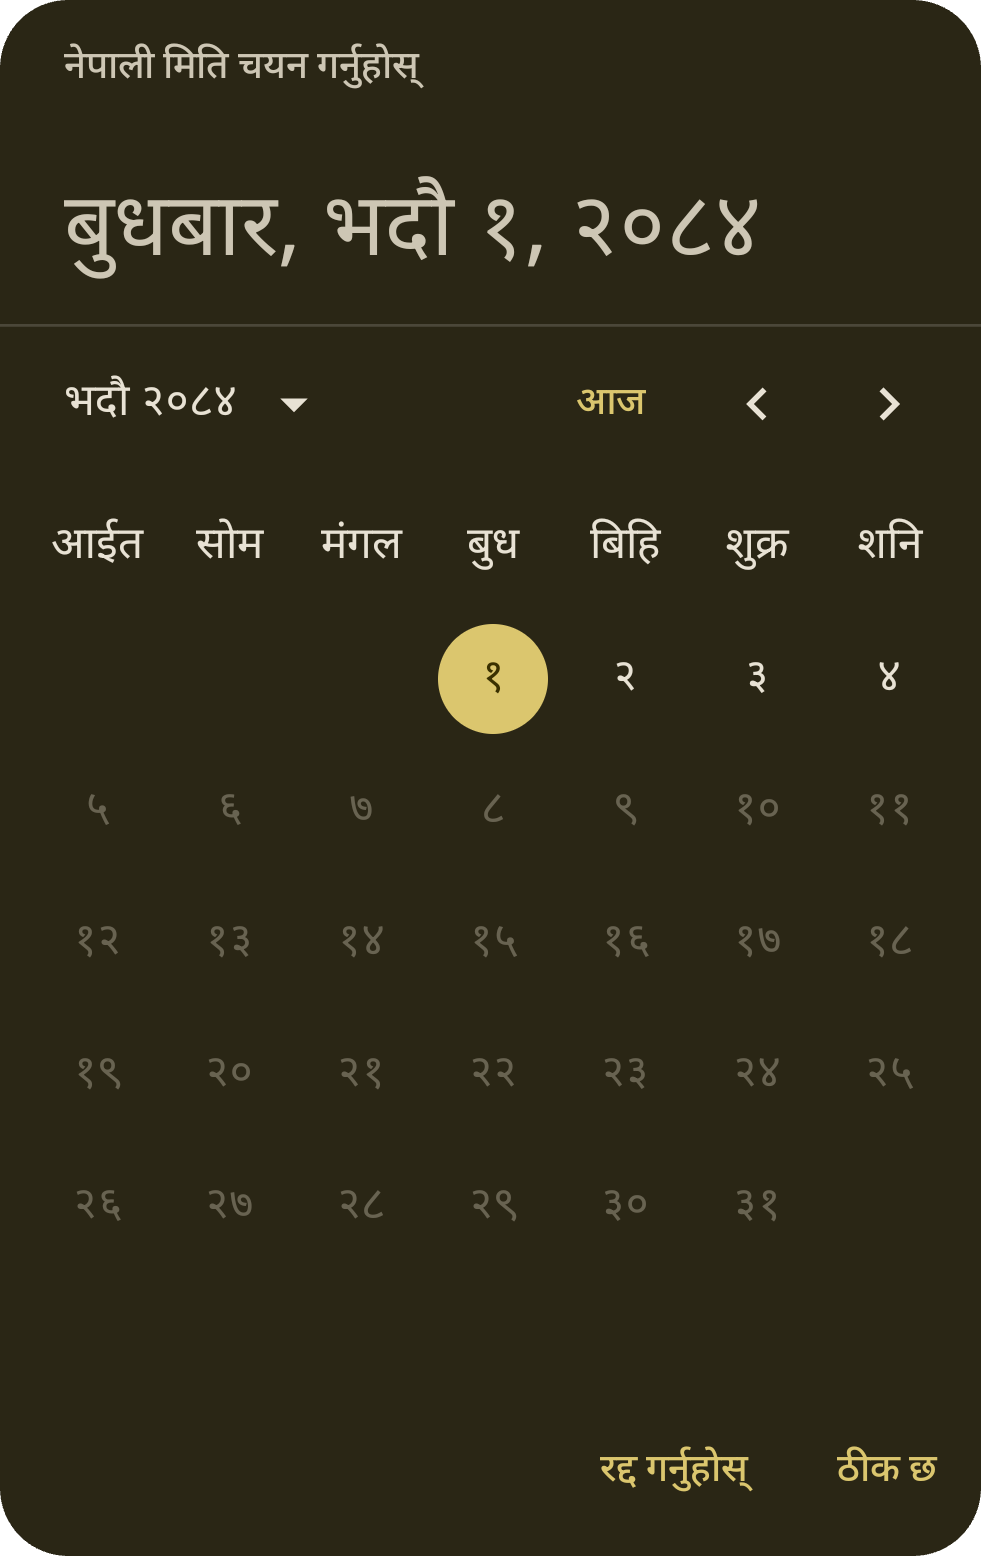 नेपाली मिति चयन गर्नुहोस्
बुधबार, भदौ १, २०८४
भदौ २०८४ आज
आईत सोम मंगल बुध बिहि शुक्र शनि
१ २ ३ ४
५ ६ ७ ८ ९ १० ११
१२ १३ १४ १५ १६ १७ १८
१९ २० २१ २२ २३ २४ २५
२६ २७ २८ २९ ३० ३१
रद्द गर्नुहोस् ठीक छ